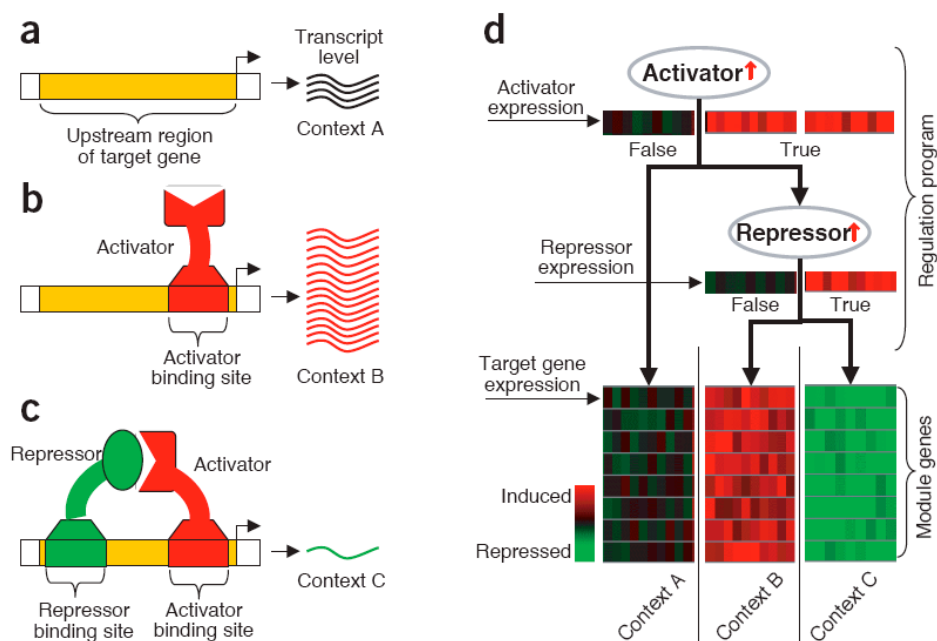 a
Transcript
level
Context A
Upstream region
of target gene
b
Activator
Activator
binding site
Context B
c
Repressor
Activator
Repressor
binding site
Activator
binding site
Context C
d
Activator
Activator
expression
False
True
Repressor
Repressor
expression
False
True
Target gene
expression
Induced
Repressed
Context A
Context B
Context C
Regulation program
Module genes